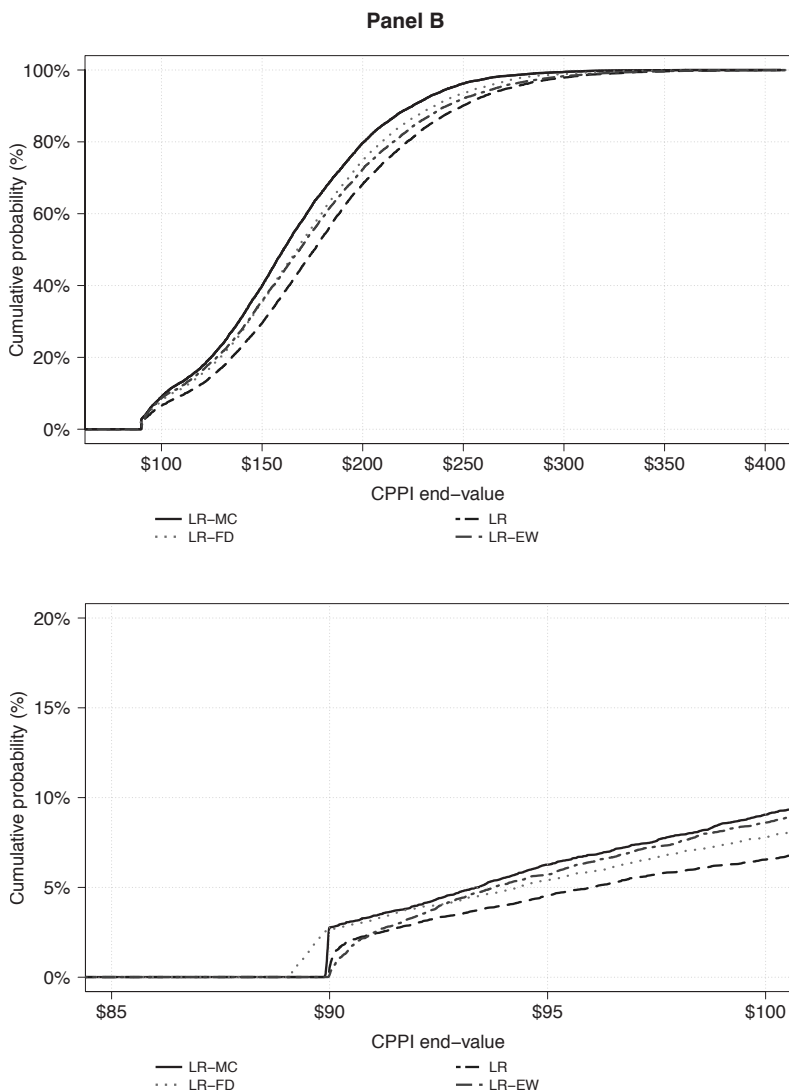 Panel B
Cumulative probability (%)
100%
80%
60%
40%
20%
0%
$100 $150 $200 $250 $300 $350 $400
CPPI end−value
LR−MC LR
LR−FD LR−EW
Cumulative probability (%)
20%
15%
10%
5%
0%
$85 $90 $95 $100
CPPI end−value
LR−MC LR
LR−FD LR−EW